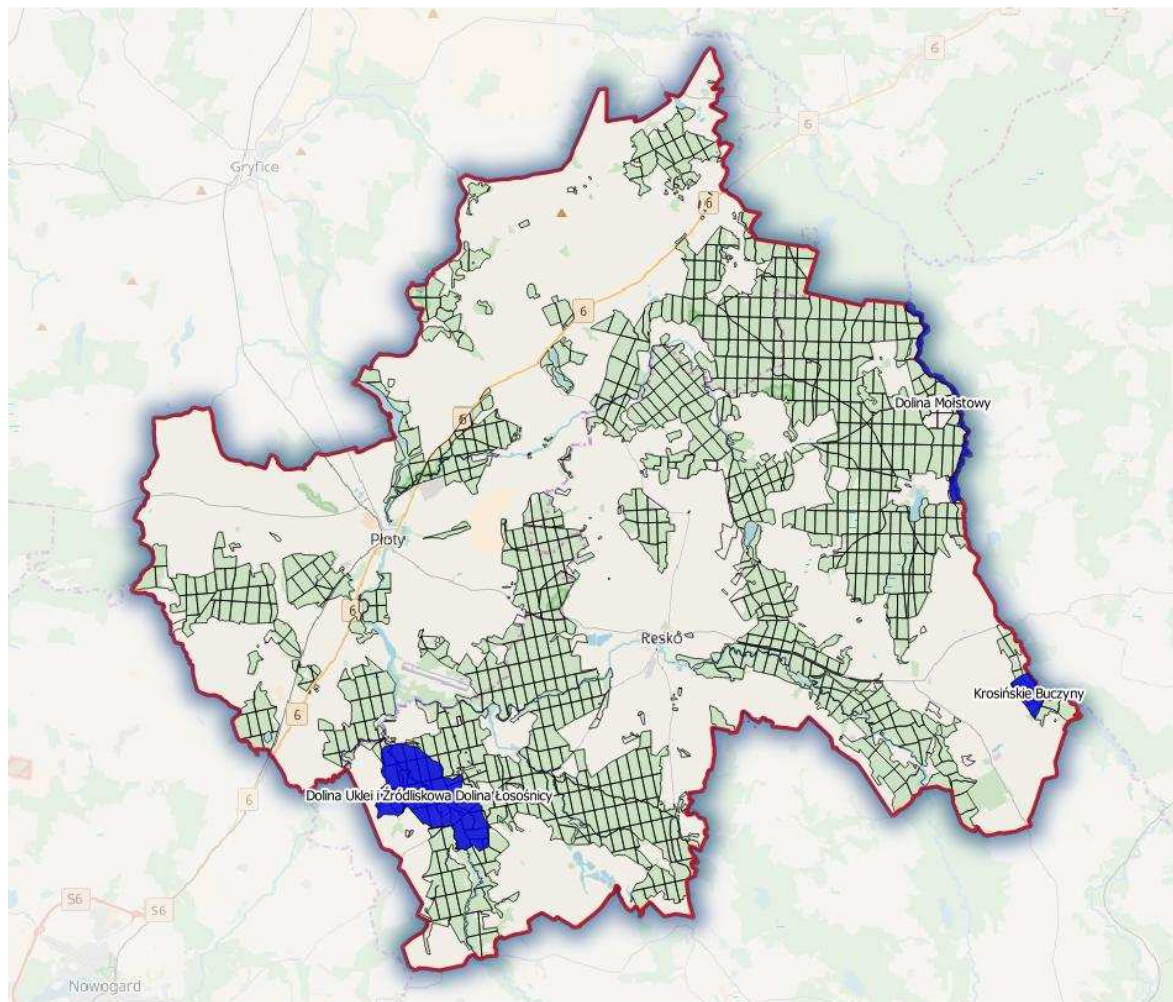 6
6
Gryfice
6
6
Dolina Mołstowy
6
Płoty
6
Resko
Krosińskie Buczyny
6
Dolina Uklei i Źródliskowa Dolina Łosośnicy
6
S6
S6
Nowogard